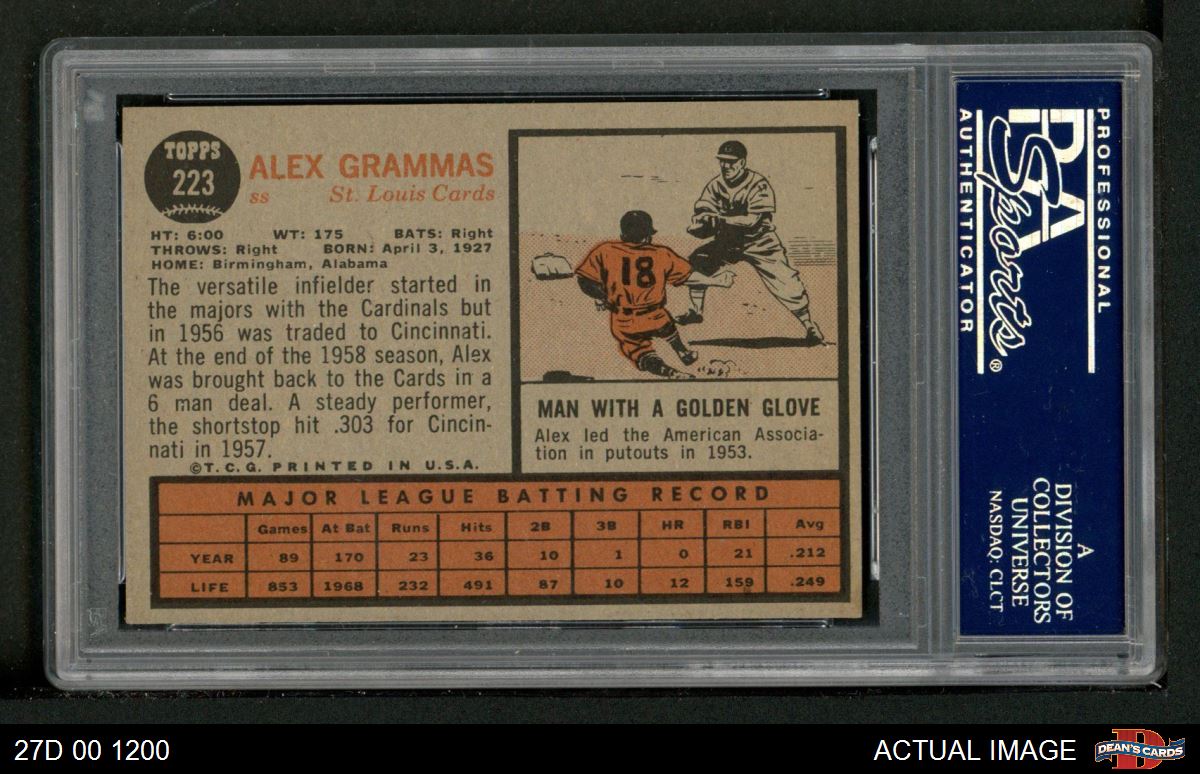 TOPPS
223
ALEX GRAMMAS
ss St. Louis Cards
HT: 6:00 WT: 175 BATS: Right
THROWS: Right BORN: April 3, 1927
HOME: Birmingham, Alabama
The versatile infielder started in
the majors with the Cardinals but
in 1956 was traded to Cincinnati.
At the end of the 1958 season, Alex
was brought back to the Cards in a
6 man deal. A steady performer,
the shortstop hit .303 for Cincin-
nati in 1957.
©T.C.G. PRINTED IN U.S.A.
18
MAN WITH A GOLDEN GLOVE
Alex led the American Associa-
tion in putouts in 1953.
MAJOR LEAGUE BATTING RECORD
Games At Bat Runs Hits 2B 3B HR RBI Avg
YEAR 89 170 23 36 10 1 0 21 .212
LIFE 853 1968 232 491 87 10 12 159 .249
PROFESSIONAL
PSA
Sports®
AUTHENTICATOR
A
DIVISION OF
COLLECTORS
UNIVERSE
NASDAQ: CLCT
27D 00 1200
ACTUAL IMAGE
DEAN'S CARDS